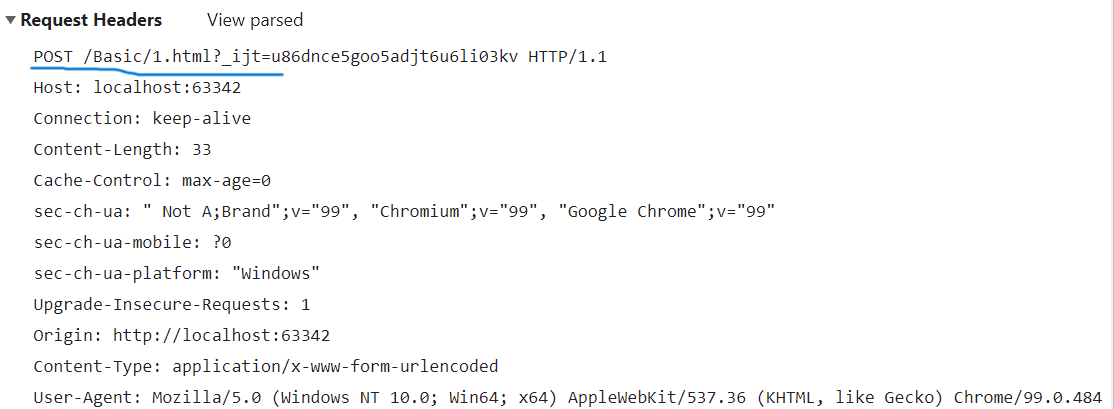 Request Headers View parsed
POST /Basic/1.html?_ijt=u86dnce5goo5adjt6u6li03kv HTTP/1.1
Host: localhost:63342
Connection: keep-alive
Content-Length: 33
Cache-Control: max-age=0
sec-ch-ua: " Not A;Brand";v="99", "Chromium";v="99", "Google Chrome";v="99"
sec-ch-ua-mobile: ?0
sec-ch-ua-platform: "Windows"
Upgrade-Insecure-Requests: 1
Origin: http://localhost:63342
Content-Type: application/x-www-form-urlencoded
User-Agent: Mozilla/5.0 (Windows NT 10.0; Win64; x64) AppleWebKit/537.36 (KHTML, like Gecko) Chrome/99.0.484